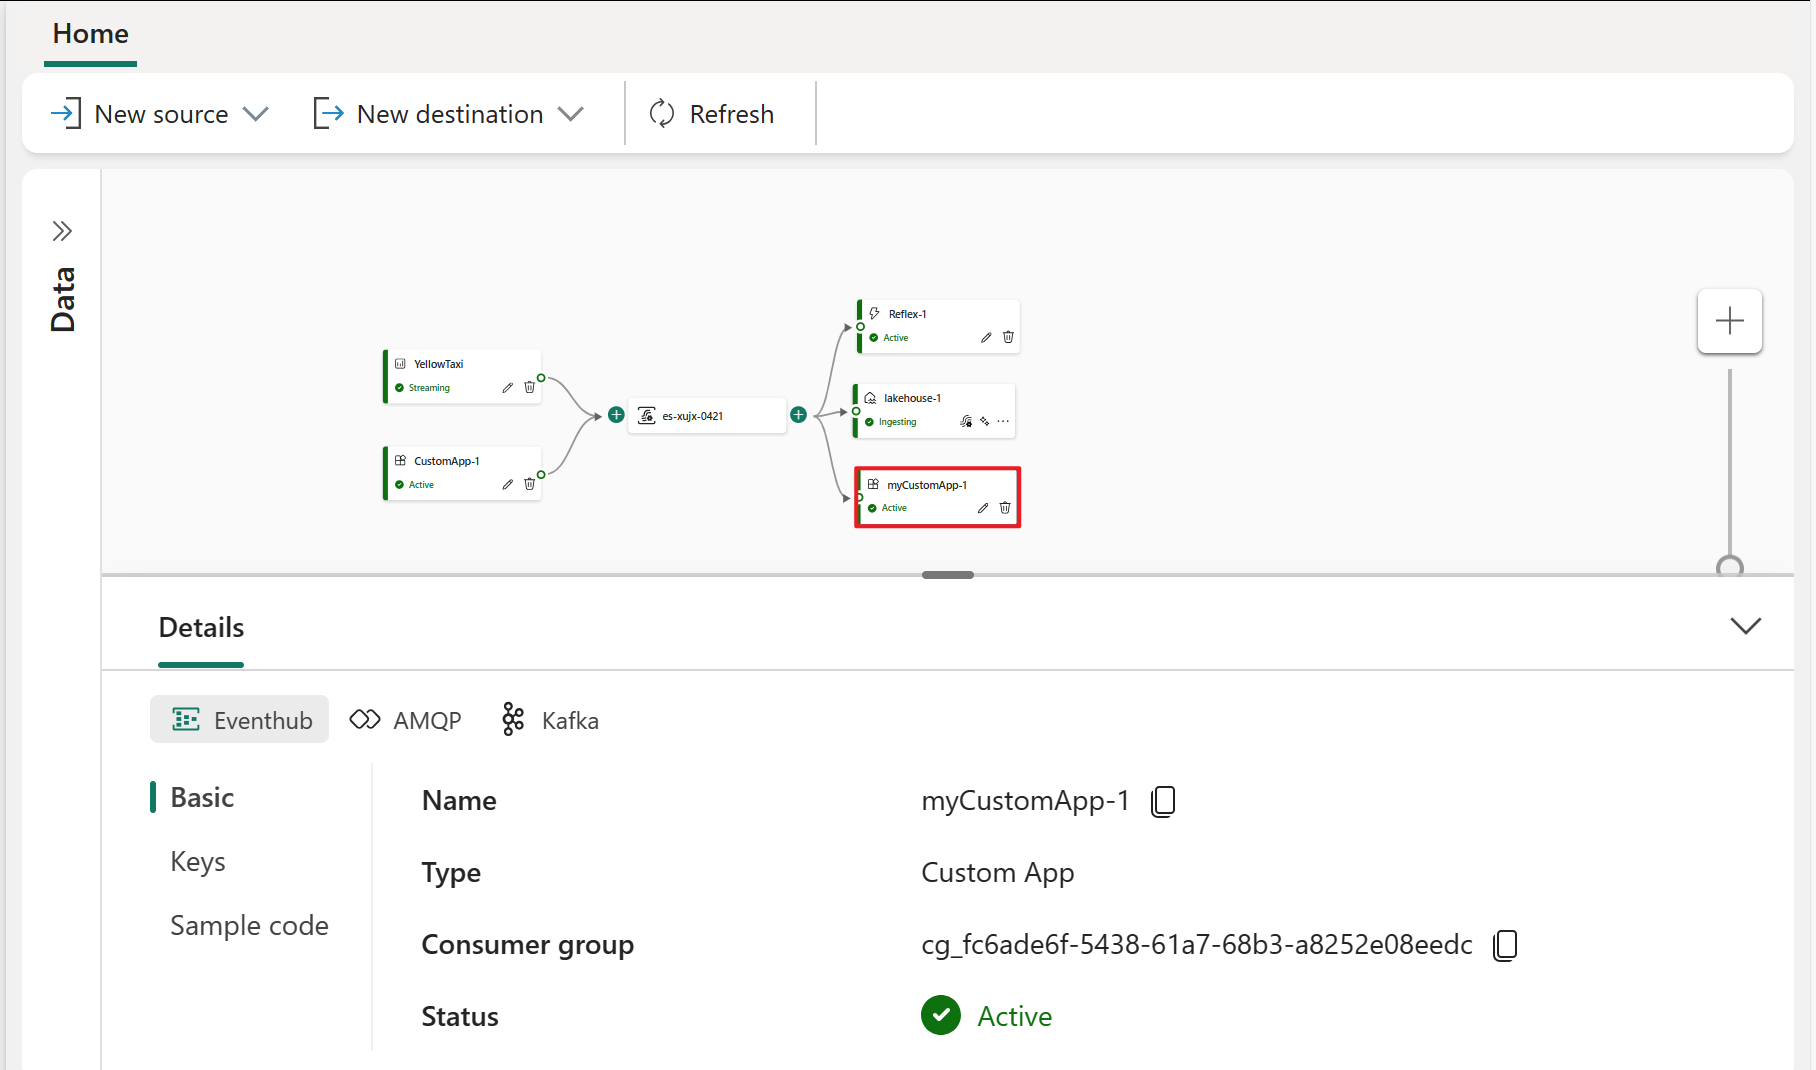 Home
New source
New destination
Refresh
Data
YellowTaxi
Streaming
CustomApp-1
Active
es-xujx-0421
Reflex-1
Active
lakehouse-1
Ingesting
myCustomApp-1
Active
Details
Eventhub
AMQP
Kafka
Basic
Keys
Sample code
Name myCustomApp-1
Type Custom App
Consumer group cg_fc6ade6f-5438-61a7-68b3-a8252e08eedc
Status Active